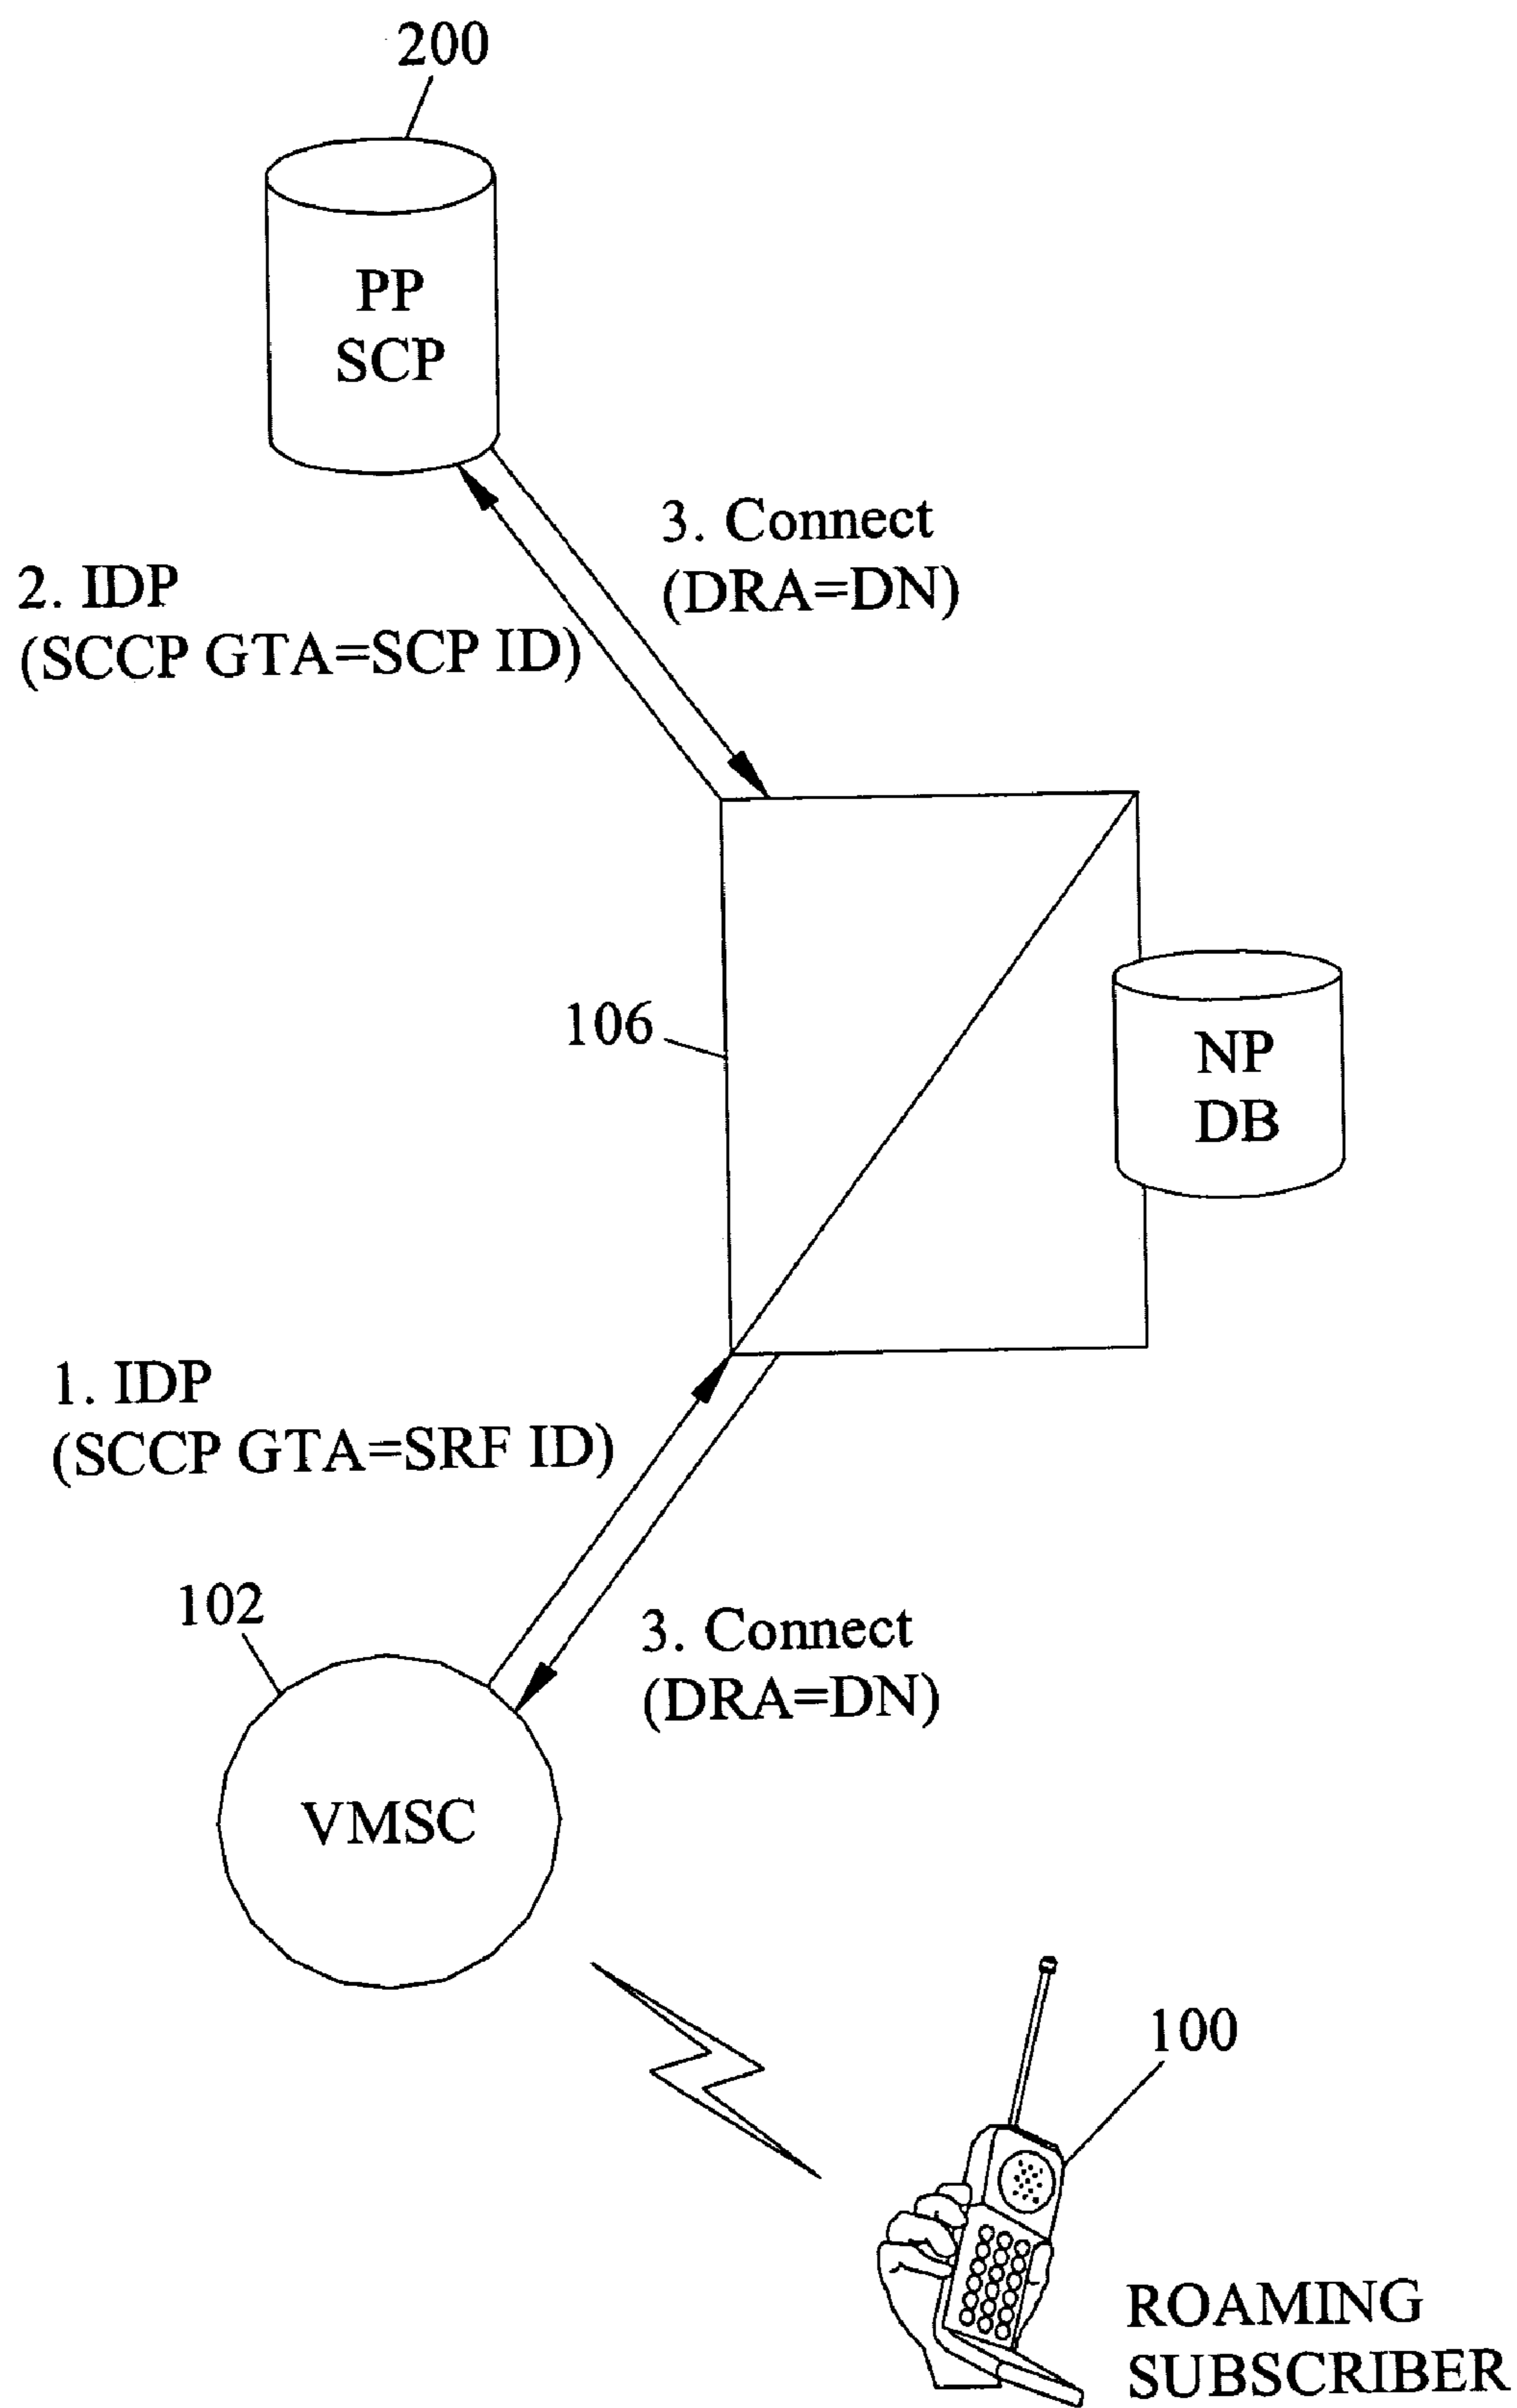 200
PP
SCP
3. Connect
(DRA=DN)
2. IDP
(SCCP GTA=SCP ID)
106
NP
DB
1. IDP
(SCCP GTA=SRF ID)
102
3. Connect
(DRA=DN)
VMSC
100
ROAMING
SUBSCRIBER